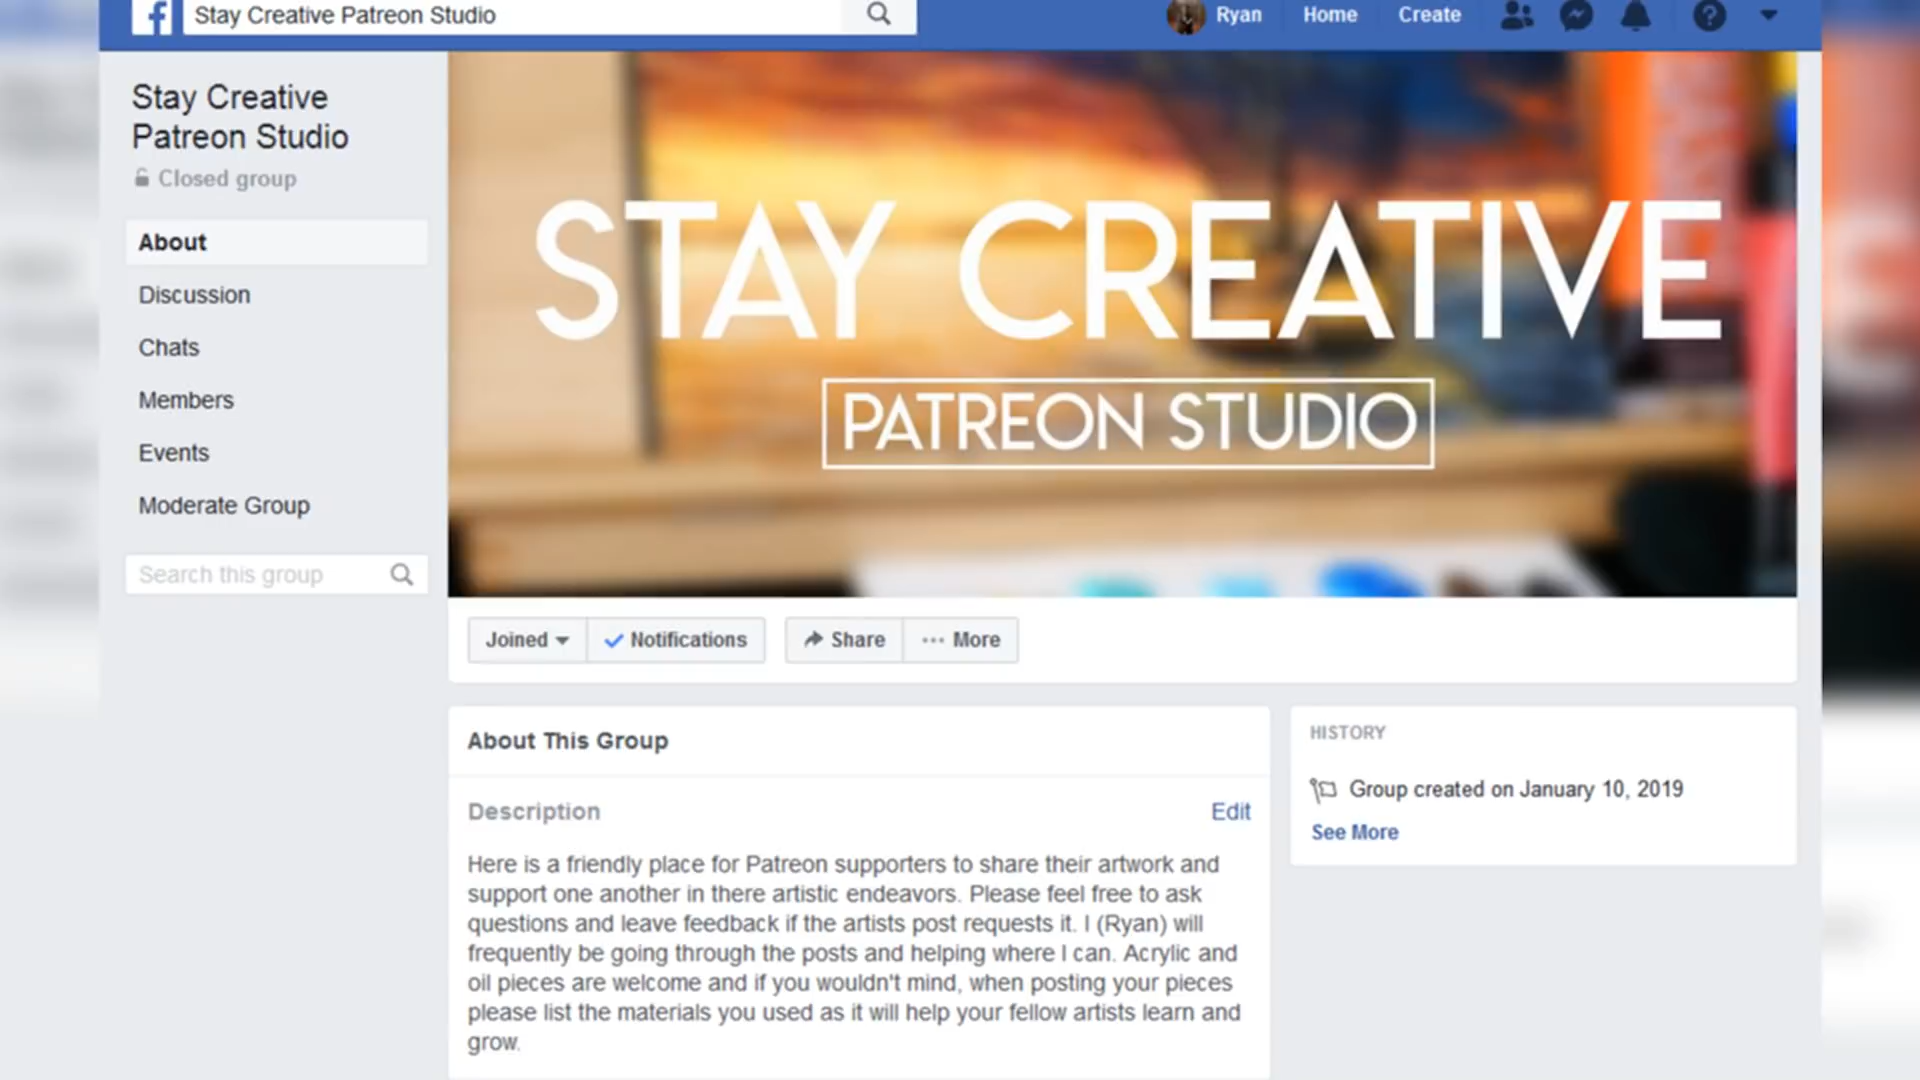 Stay Creative Patreon Studio
Ryan
Home
Create
Stay Creative
Patreon Studio
Closed group
About
Discussion
Chats
Members
Events
Moderate Group
Search this group
STAY CREATIVE
PATREON STUDIO
Joined
Notifications
Share
More
About This Group
Description
Edit
Here is a friendly place for Patreon supporters to share their artwork and
support one another in there artistic endeavors. Please feel free to ask
questions and leave feedback if the artists post requests it. I (Ryan) will
frequently be going through the posts and helping where I can. Acrylic and
oil pieces are welcome and if you wouldn't mind, when posting your pieces
please list the materials you used as it will help your fellow artists learn and
grow.
HISTORY
Group created on January 10, 2019
See More